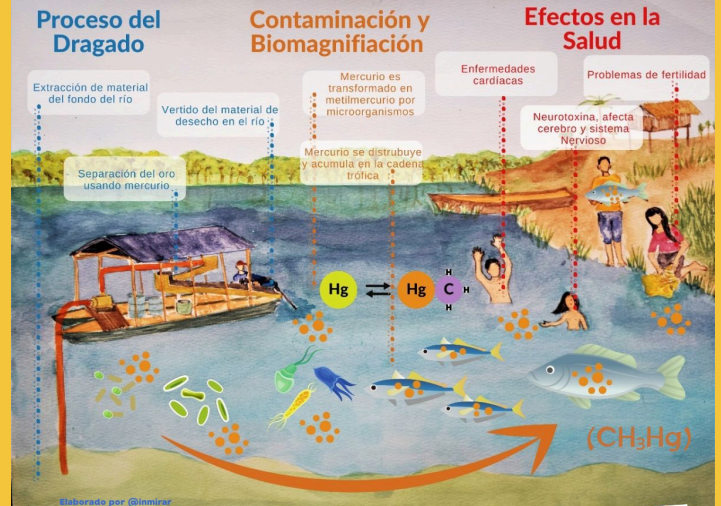 Proceso del
Dragado
Contaminación y
Biomagnifiación
Efectos en la
Salud
Extracción de material
del fondo del río
Vertido del material de
desecho en el río
Separación del oro
usando mercurio
Mercurio es
transformado en
metilmercurio por
microorganismos
Mercurio se distrubuye
y acumula en la cadena
trófica
Enfermedades
cardíacas
Problemas de fertilidad
Neurotoxina, afecta
cerebro y sistema
Nervioso
Hg
Hg
C
H
H
H
(CH₃Hg)
Elaborado por @inmirar